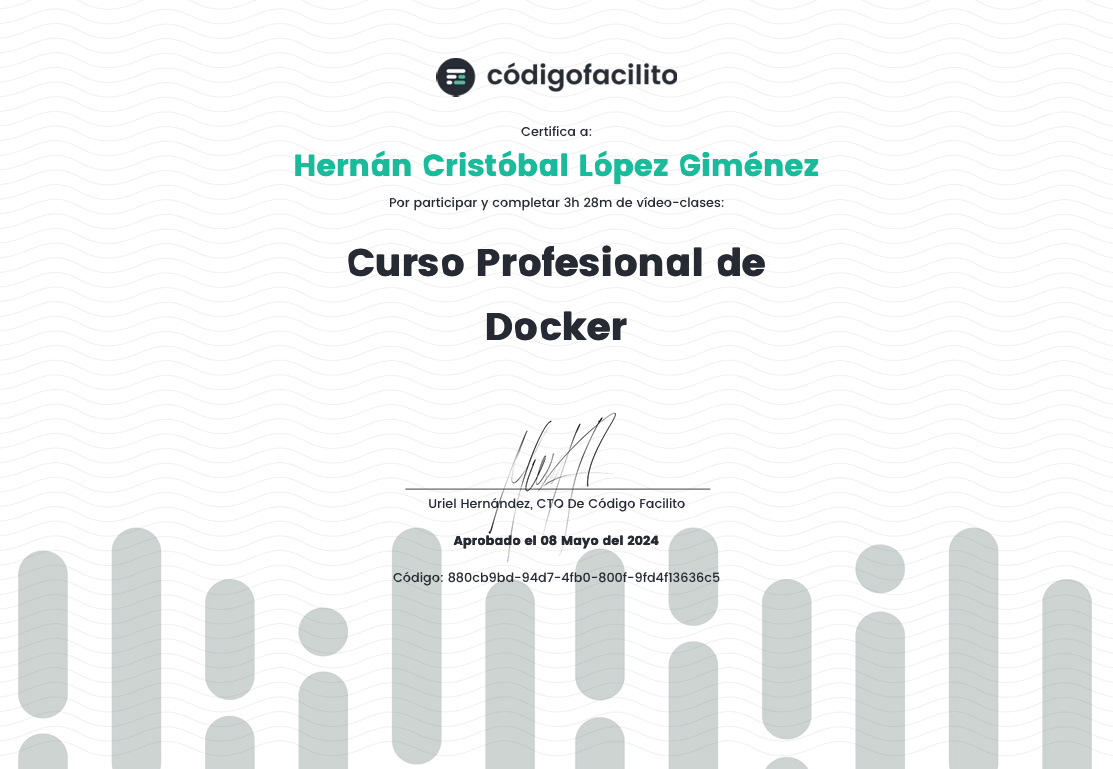 códigofacilito
Certifica a:
Hernán Cristóbal López Giménez
Por participar y completar 3h 28m de vídeo-clases:
Curso Profesional de
Docker
Uriel Hernández, CTO De Código Facilito
Aprobado el 08 Mayo del 2024
Código: 880cb9bd-94d7-4fb0-800f-9fd4f13636c5